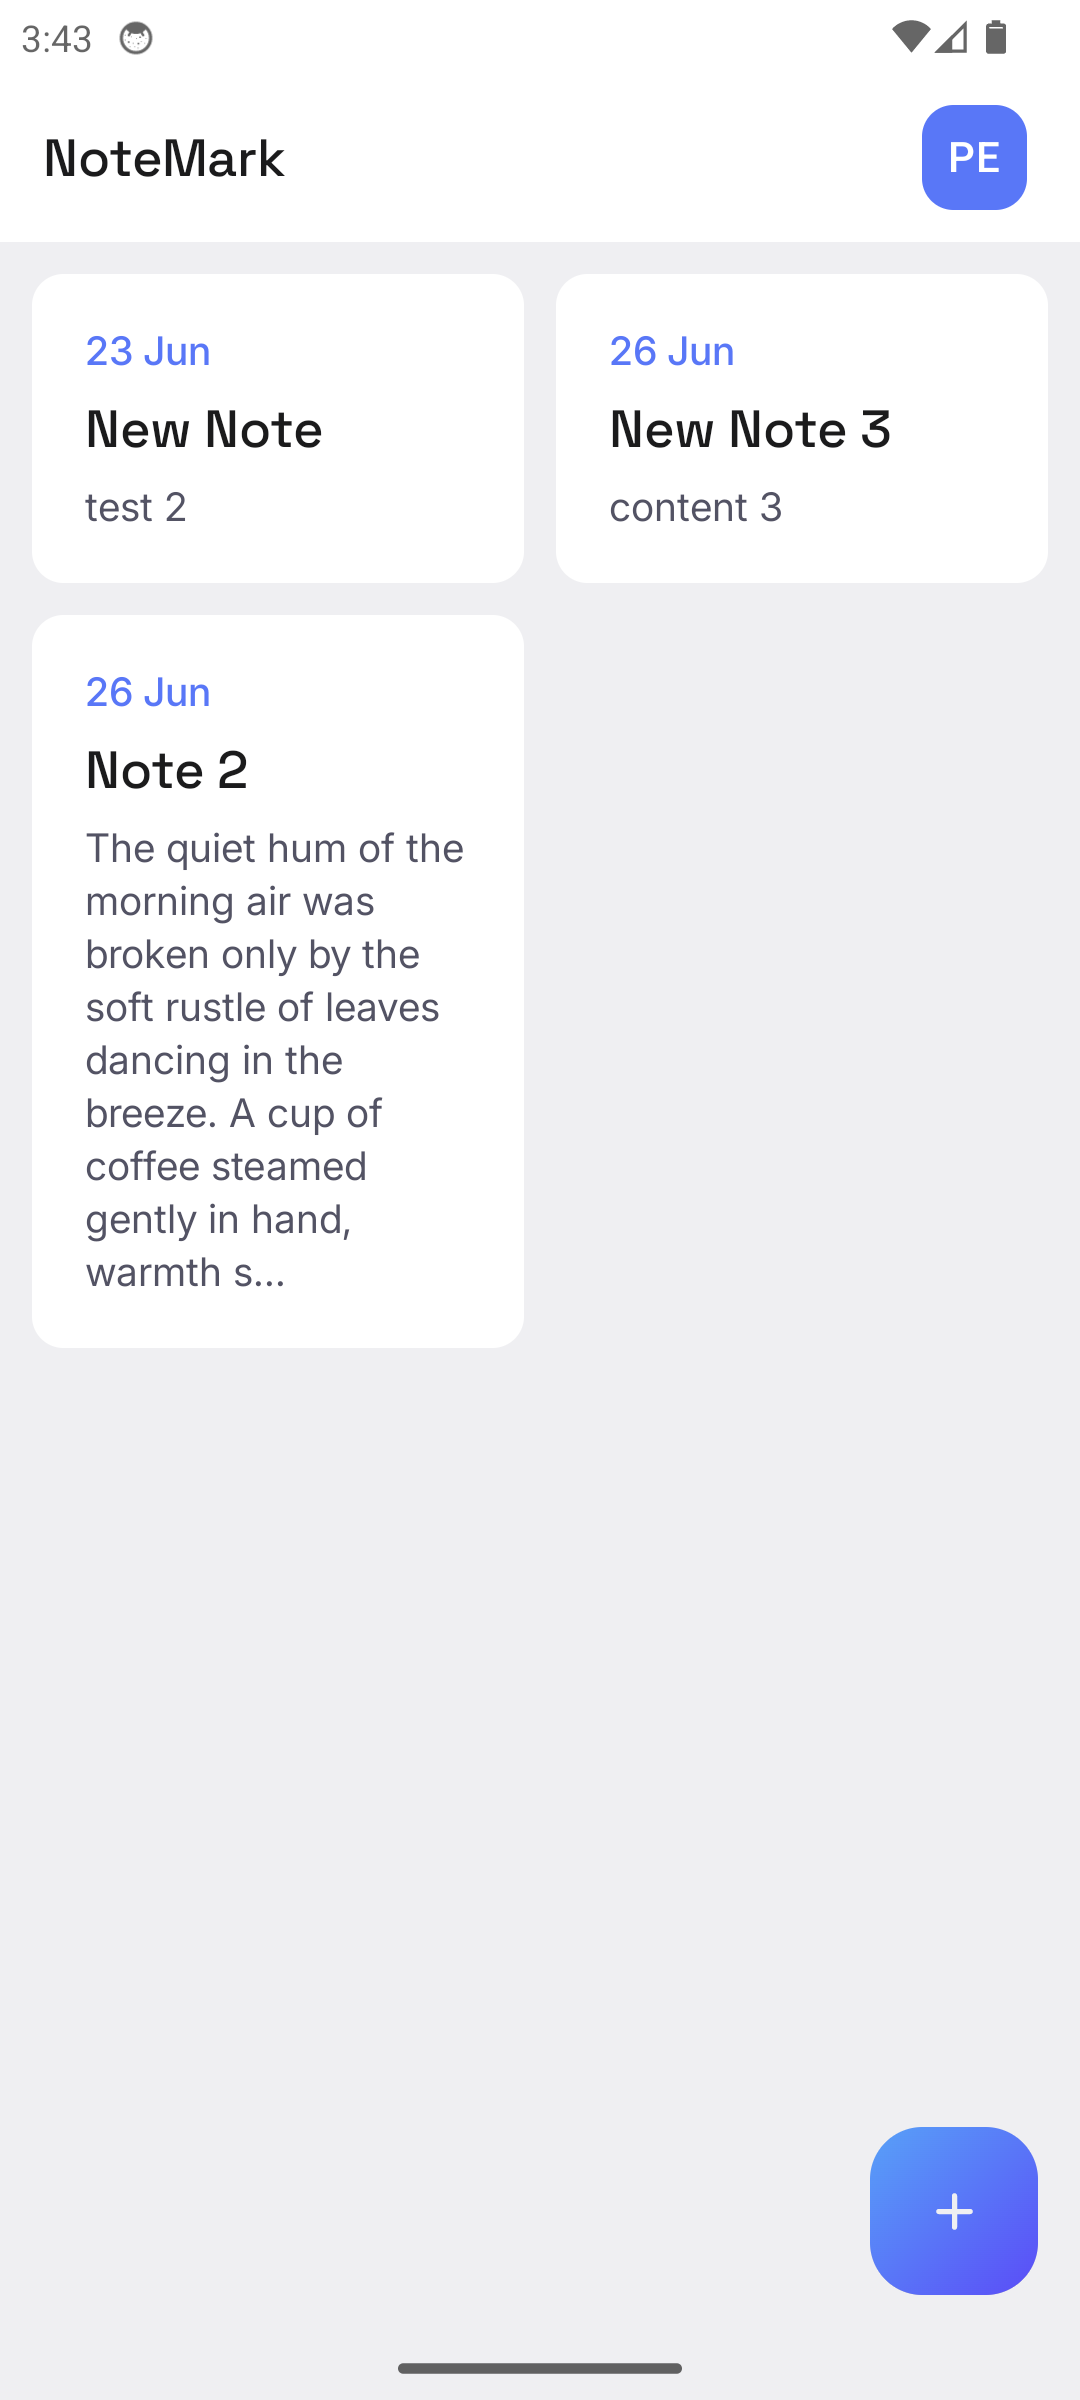 3:43
NoteMark
PE
23 Jun
New Note
test 2
26 Jun
New Note 3
content 3
26 Jun
Note 2
The quiet hum of the
morning air was
broken only by the
soft rustle of leaves
dancing in the
breeze. A cup of
coffee steamed
gently in hand,
warmth s...